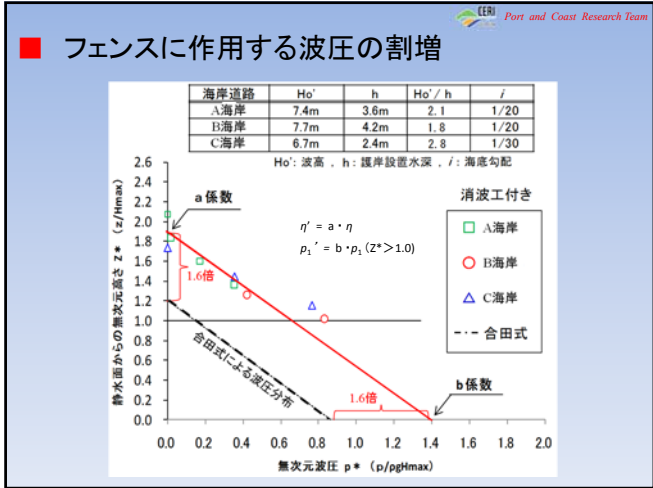 CERI Port and Coast Research Team
■ フェンスに作用する波圧の割増
海岸道路 Ho' h Ho'/h i
A海岸 7.4m 3.6m 2.1 1/20
B海岸 7.7m 4.2m 1.8 1/20
C海岸 6.7m 2.4m 2.8 1/30
Ho': 波高 , h : 護岸設置水深 , i : 海底勾配
静水面からの無次元高さ Z* (z/Hmax)
2.6
2.4
2.2
2.0
1.8
1.6
1.4
1.2
1.0
0.8
0.6
0.4
0.2
0.0
a係数
η' = a・η
p₁' = b・p₁(Z*>1.0)
1.6倍
合田式による波圧分布
1.6倍
b係数
消波工付き
A海岸
B海岸
C海岸
合田式
0.0 0.2 0.4 0.6 0.8 1.0 1.2 1.4 1.6 1.8 2.0
無次元波圧 p* (p/ρgHmax)